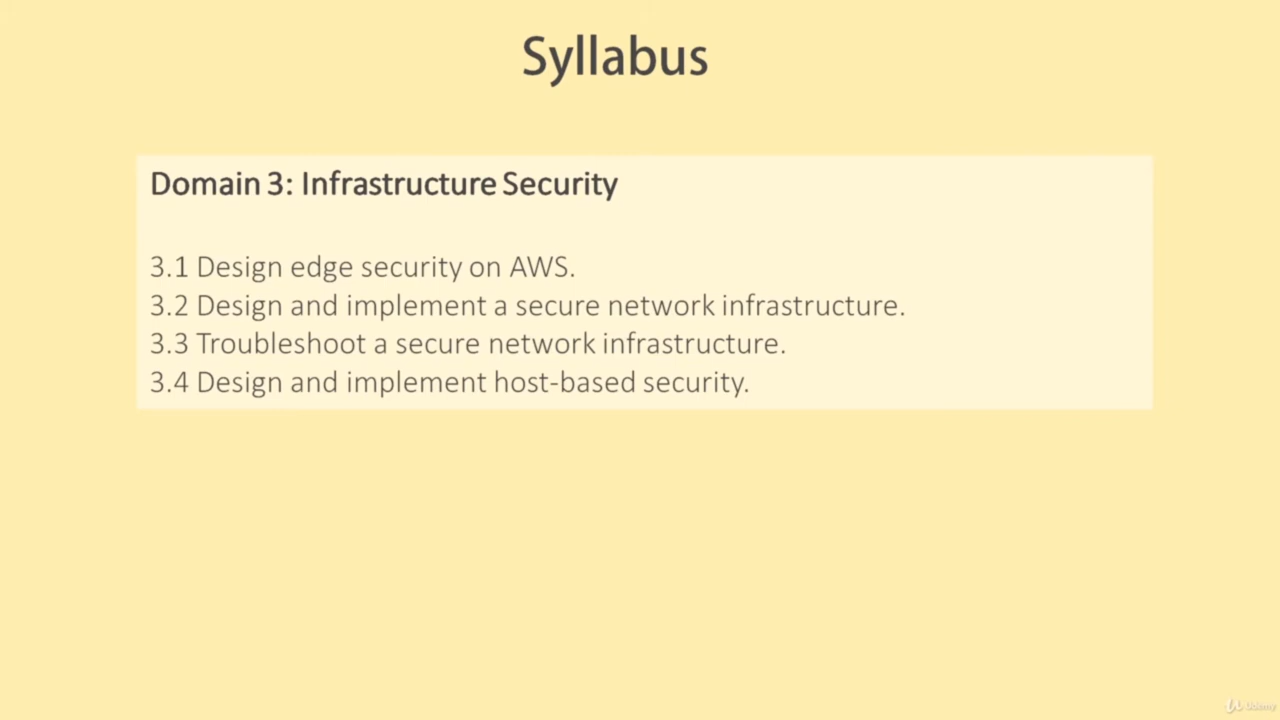 Syllabus
Domain 3: Infrastructure Security
3.1 Design edge security on AWS.
3.2 Design and implement a secure network infrastructure.
3.3 Troubleshoot a secure network infrastructure.
3.4 Design and implement host-based security.
Udemy